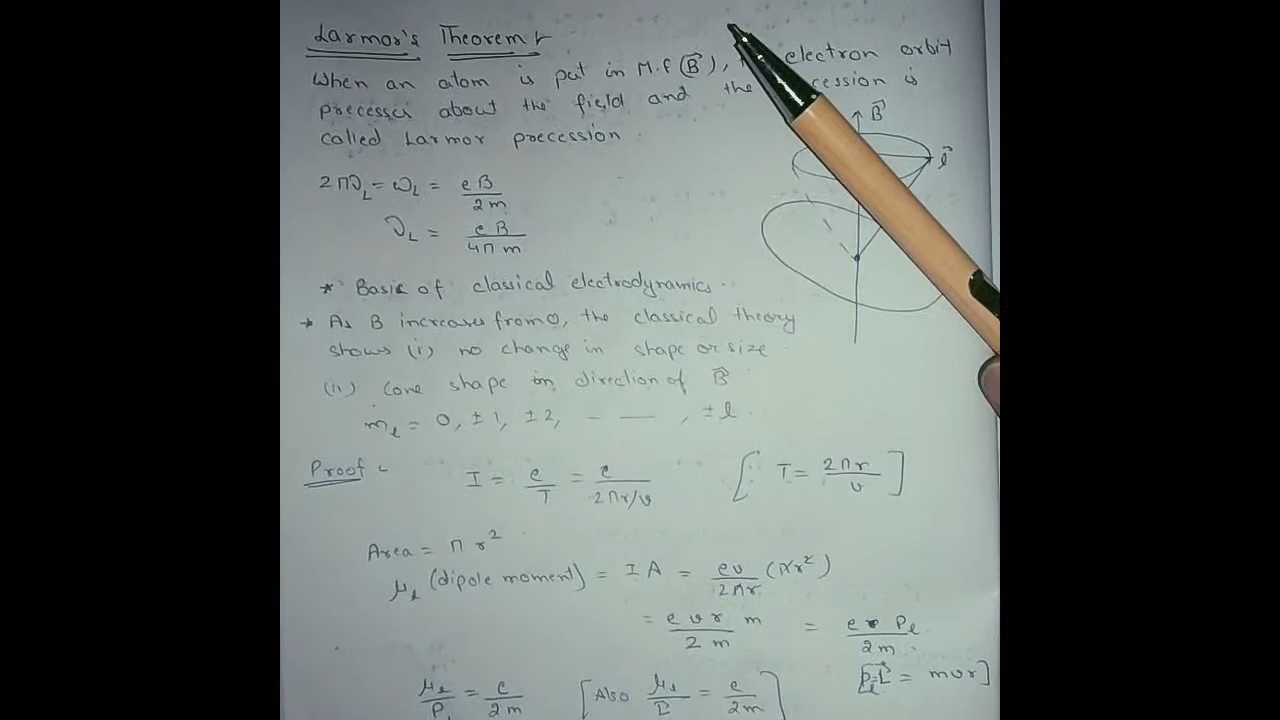 Larmor's Theorem :-
When an atom is put in M.f (B⃗), electron orbit
precesses about the field and the cession is
called Larmor precession
B⃗
l⃗
2πν_L = ω_L = eB/2m
ν_L = eB/4πm
* Basis of classical electrodynamics.
→ As B increases from 0, the classical theory
shows (i) no change in shape or size
(ii) Cone shape in direction of B⃗
m_l = 0, ±1, ±2, - —— , ±l.
Proof :- I = e/T = e/2πr/v [ T = 2πr/v ]
Area = πr²
μ_l (dipole moment) = IA = ev/2πr (πr²)
= evr m/2 m = e P_l/2m.
[P_l = L⃗ = mvr]
μ_l/P_l = e/2m [Also μ_l/L = e/2m]